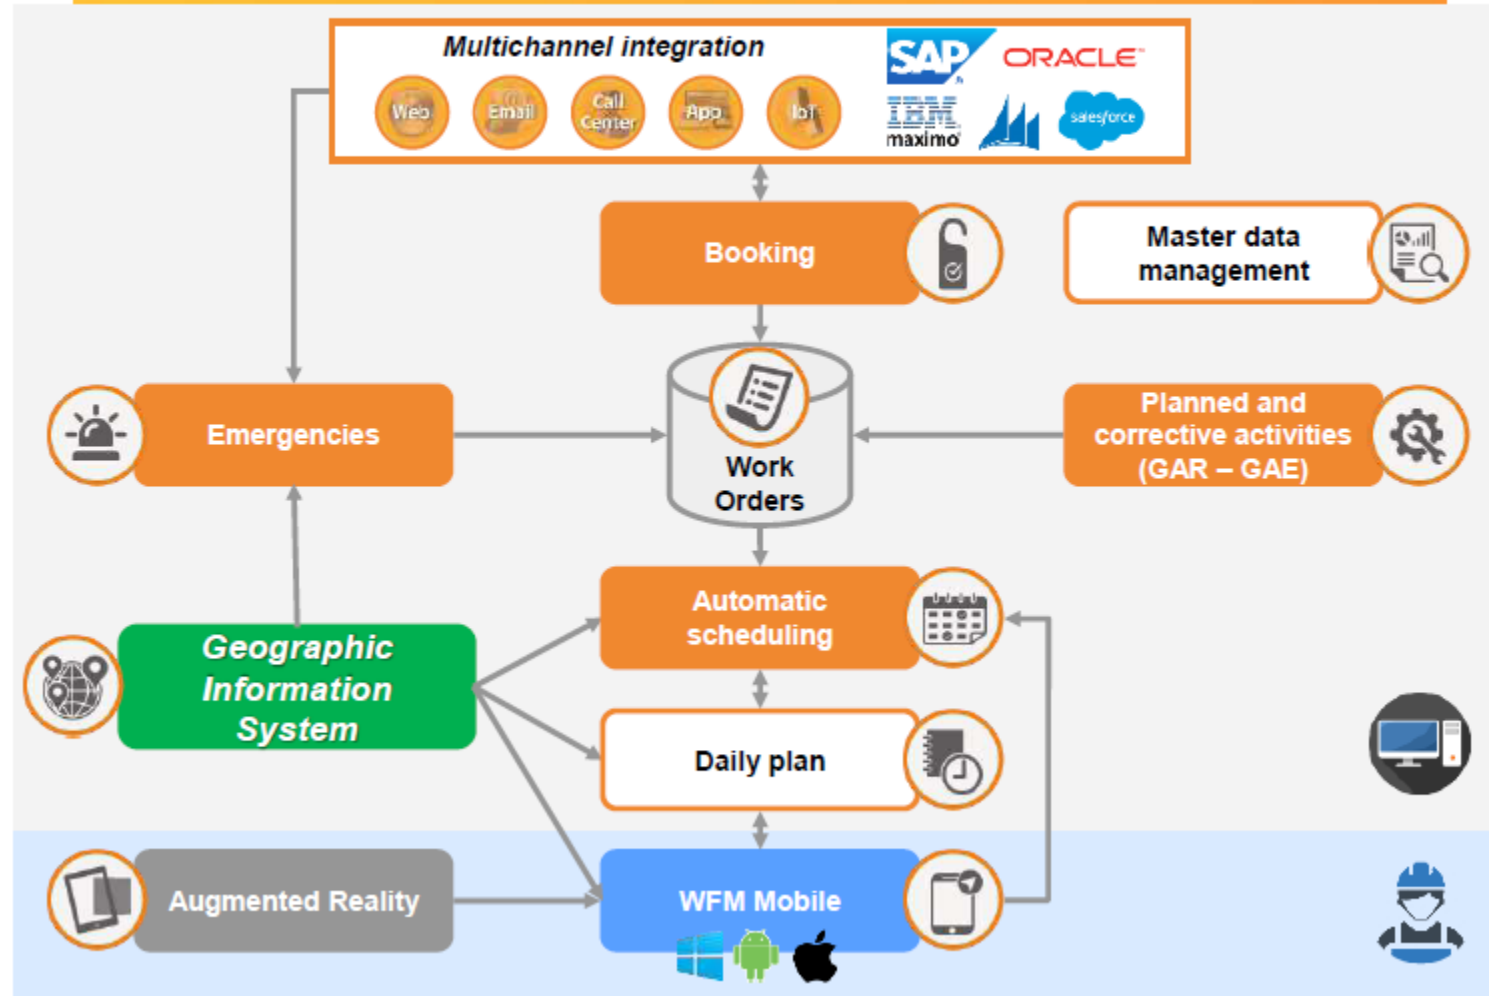 Multichannel integration
Web
Email
Call
Center
App
IoT
SAP
ORACLE
IBM
maximo
salesforce
Booking
Master data
management
Emergencies
Work
Orders
Planned and
corrective activities
(GAR – GAE)
Automatic
scheduling
Geographic
Information
System
Daily plan
Augmented Reality
WFM Mobile